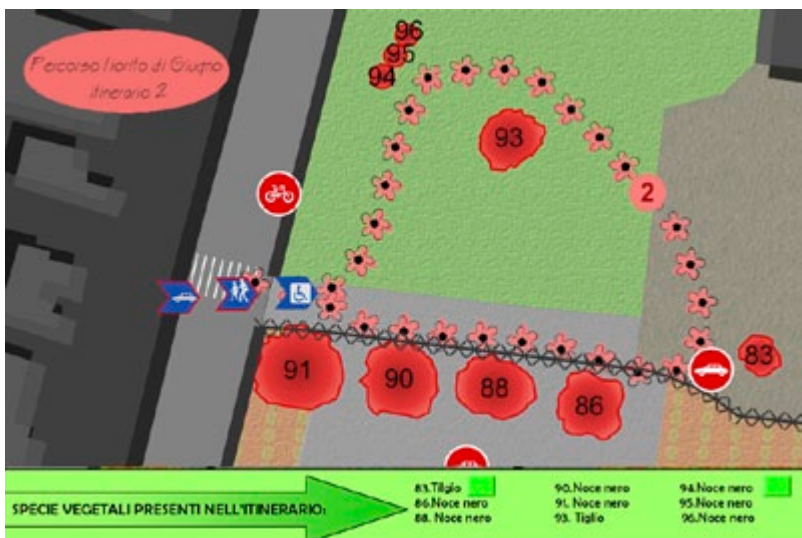 Percorso fiorito di Giugno
itinerario 2
96
95
94
93
2
83
91
90
88
86
SPECIE VEGETALI PRESENTI NELL'ITINERARIO:
83.Tilgio
86.Noce nero
88. Noce nero
90.Noce nero
91. Noce nero
93. Tiglio
94.Noce nero
95.Noce nero
96.Noce nero